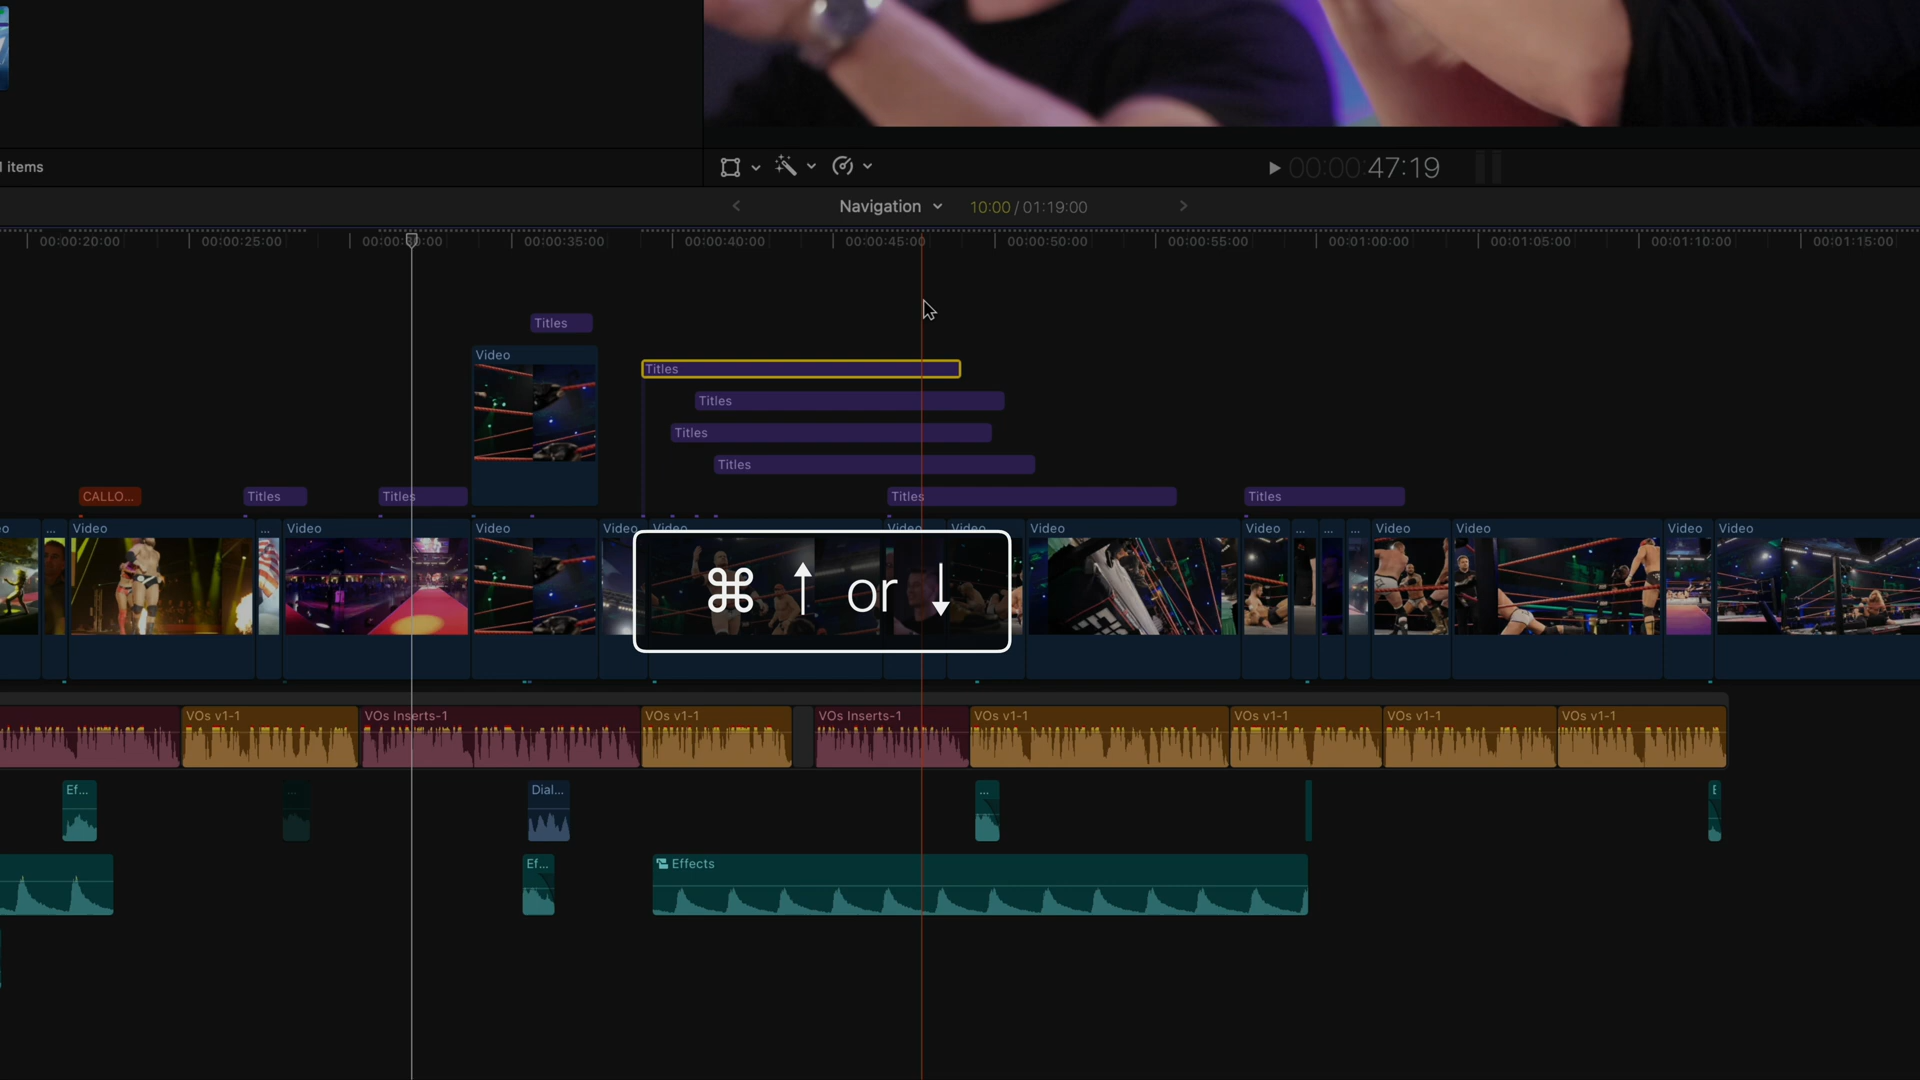 items
00:00:47:19
Navigation
10:00 / 01:19:00
00:00:20:00
00:00:25:00
00:00:30:00
00:00:35:00
00:00:40:00
00:00:45:00
00:00:50:00
00:00:55:00
00:01:00:00
00:01:05:00
00:01:10:00
00:01:15:00
Titles
Video
Titles
Titles
Titles
Titles
CALLO...
Titles
Titles
Titles
Titles
...
Video
...
Video
Video
Video
Video
Video
Video
Video
Video
...
...
...
Video
Video
Video
Video
⌘ ↑ or ↓
VOs v1-1
VOs Inserts-1
VOs v1-1
VOs Inserts-1
VOs v1-1
VOs v1-1
VOs v1-1
VOs v1-1
Ef...
...
Dial...
...
E
Ef...
Effects